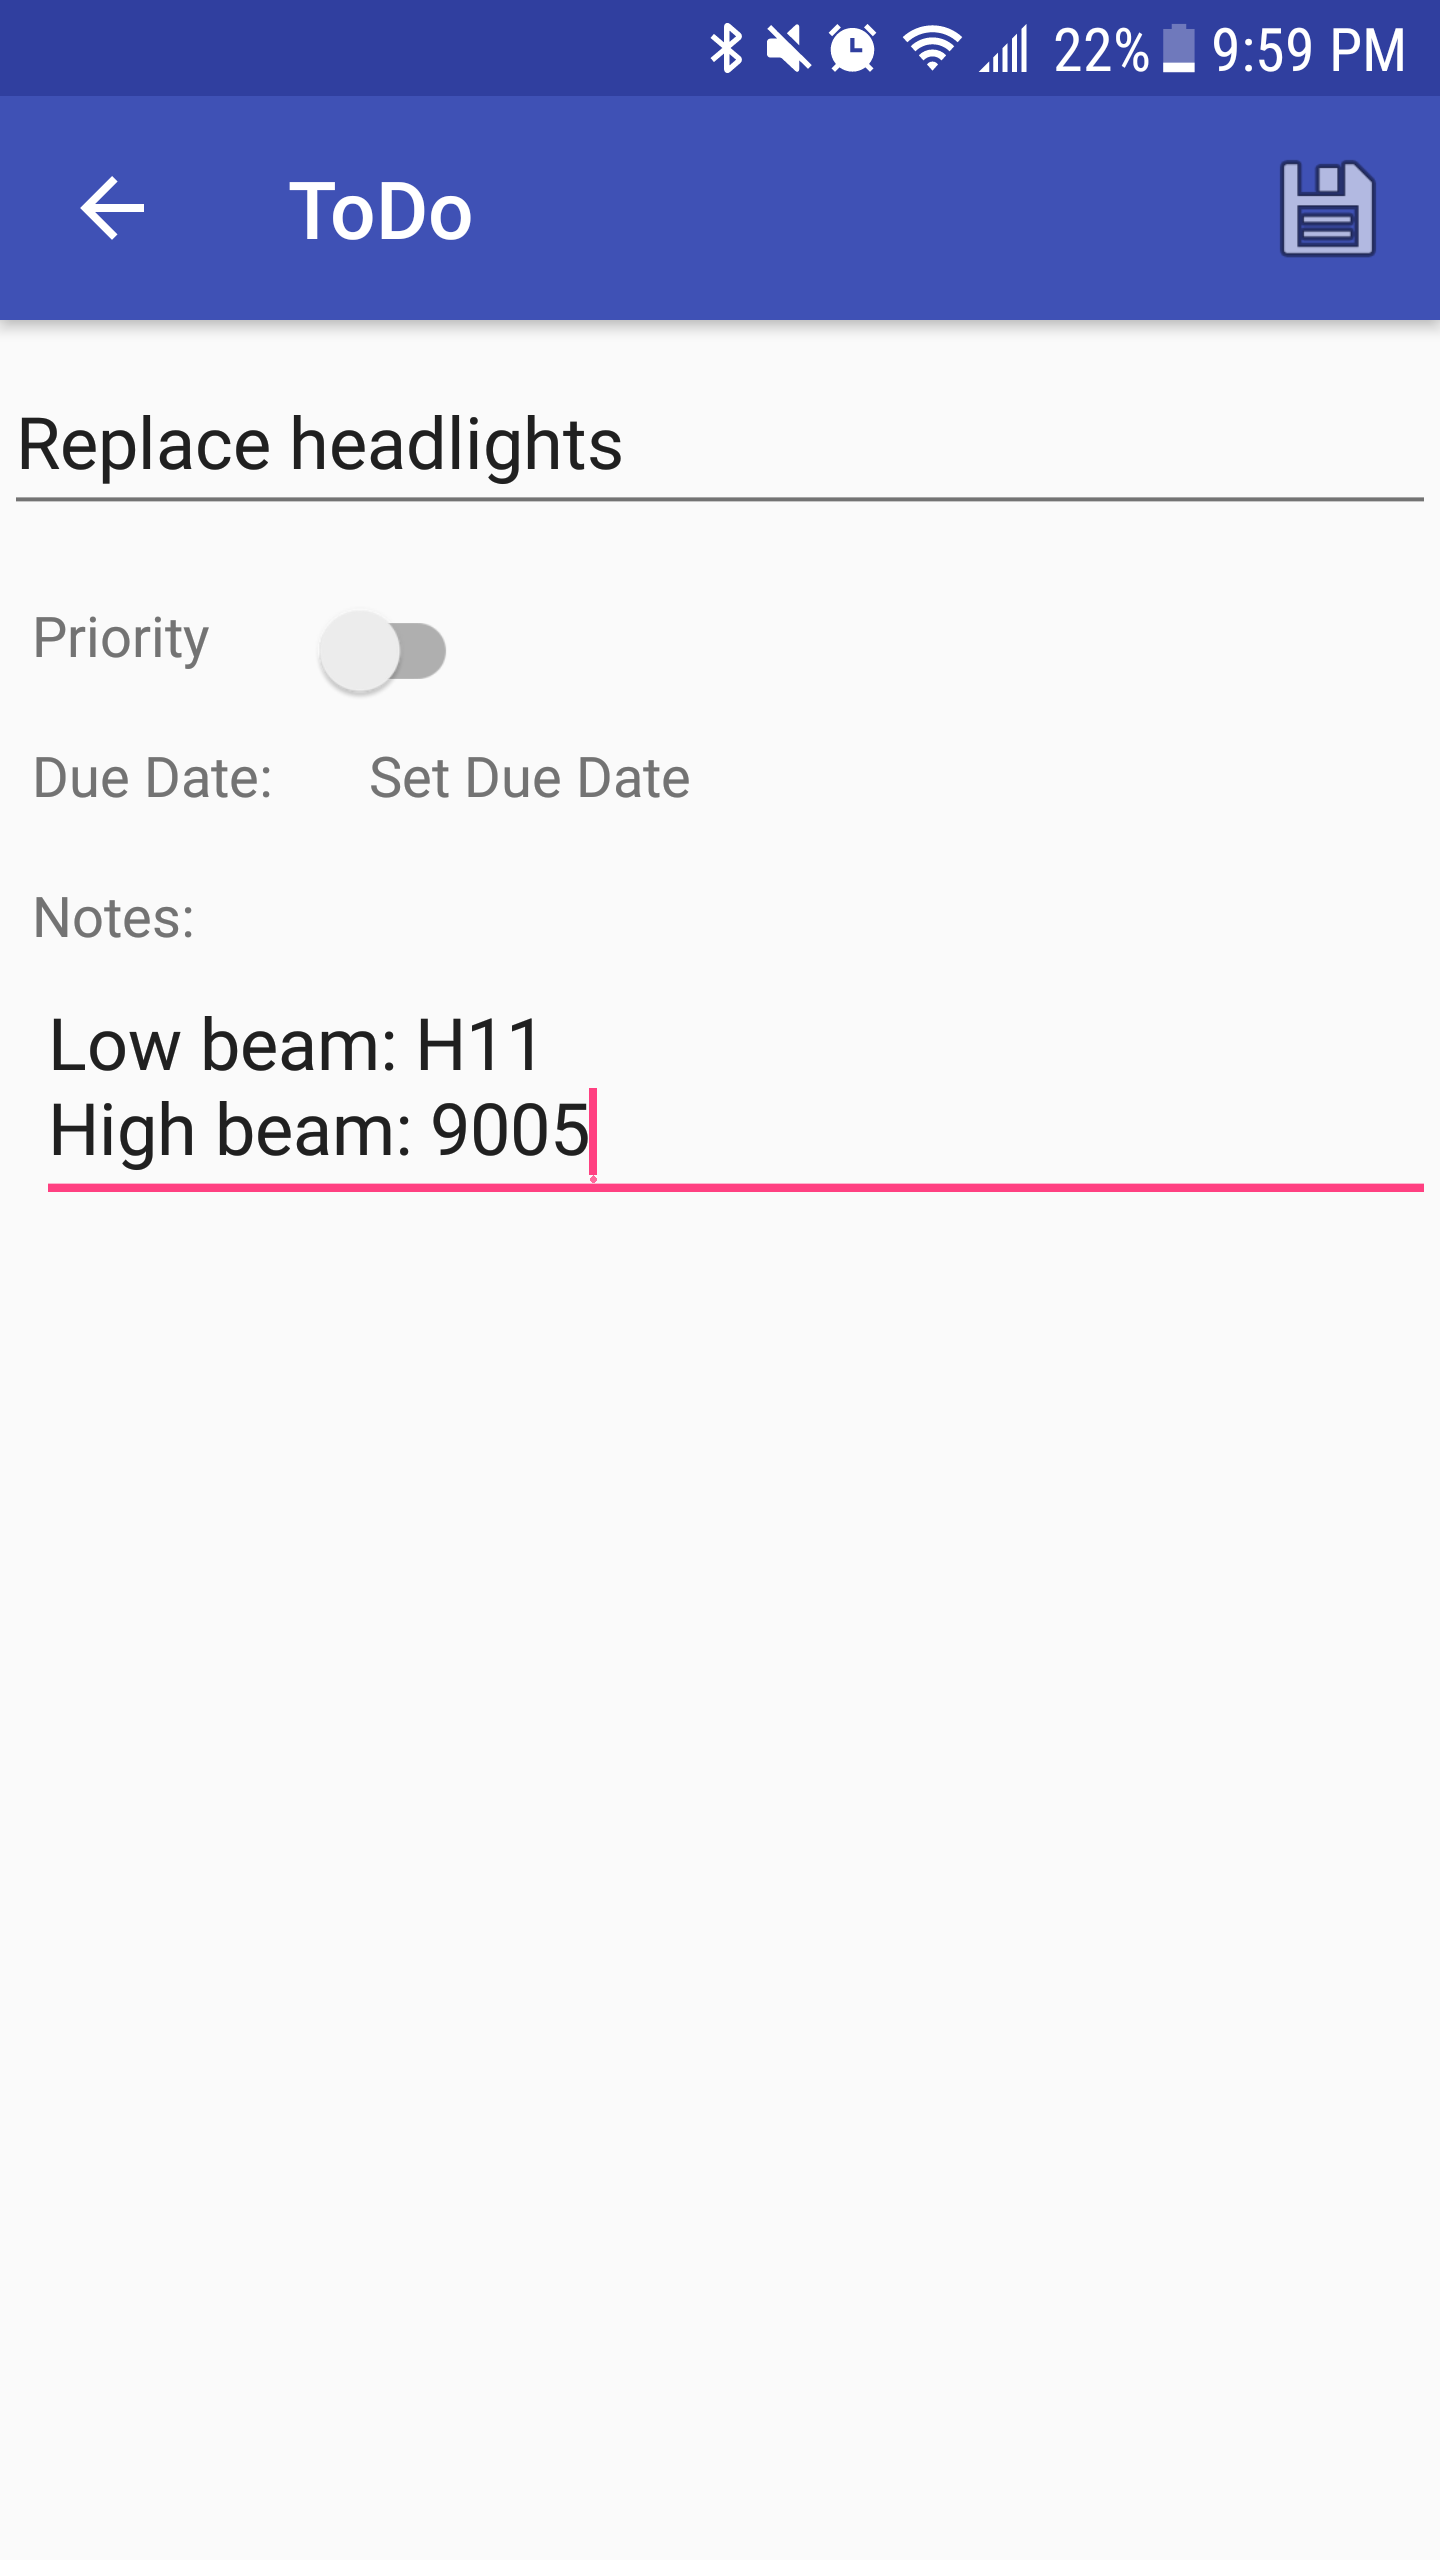 22% 9:59 PM
ToDo
Replace headlights
Priority
Due Date: Set Due Date
Notes:
Low beam: H11
High beam: 9005